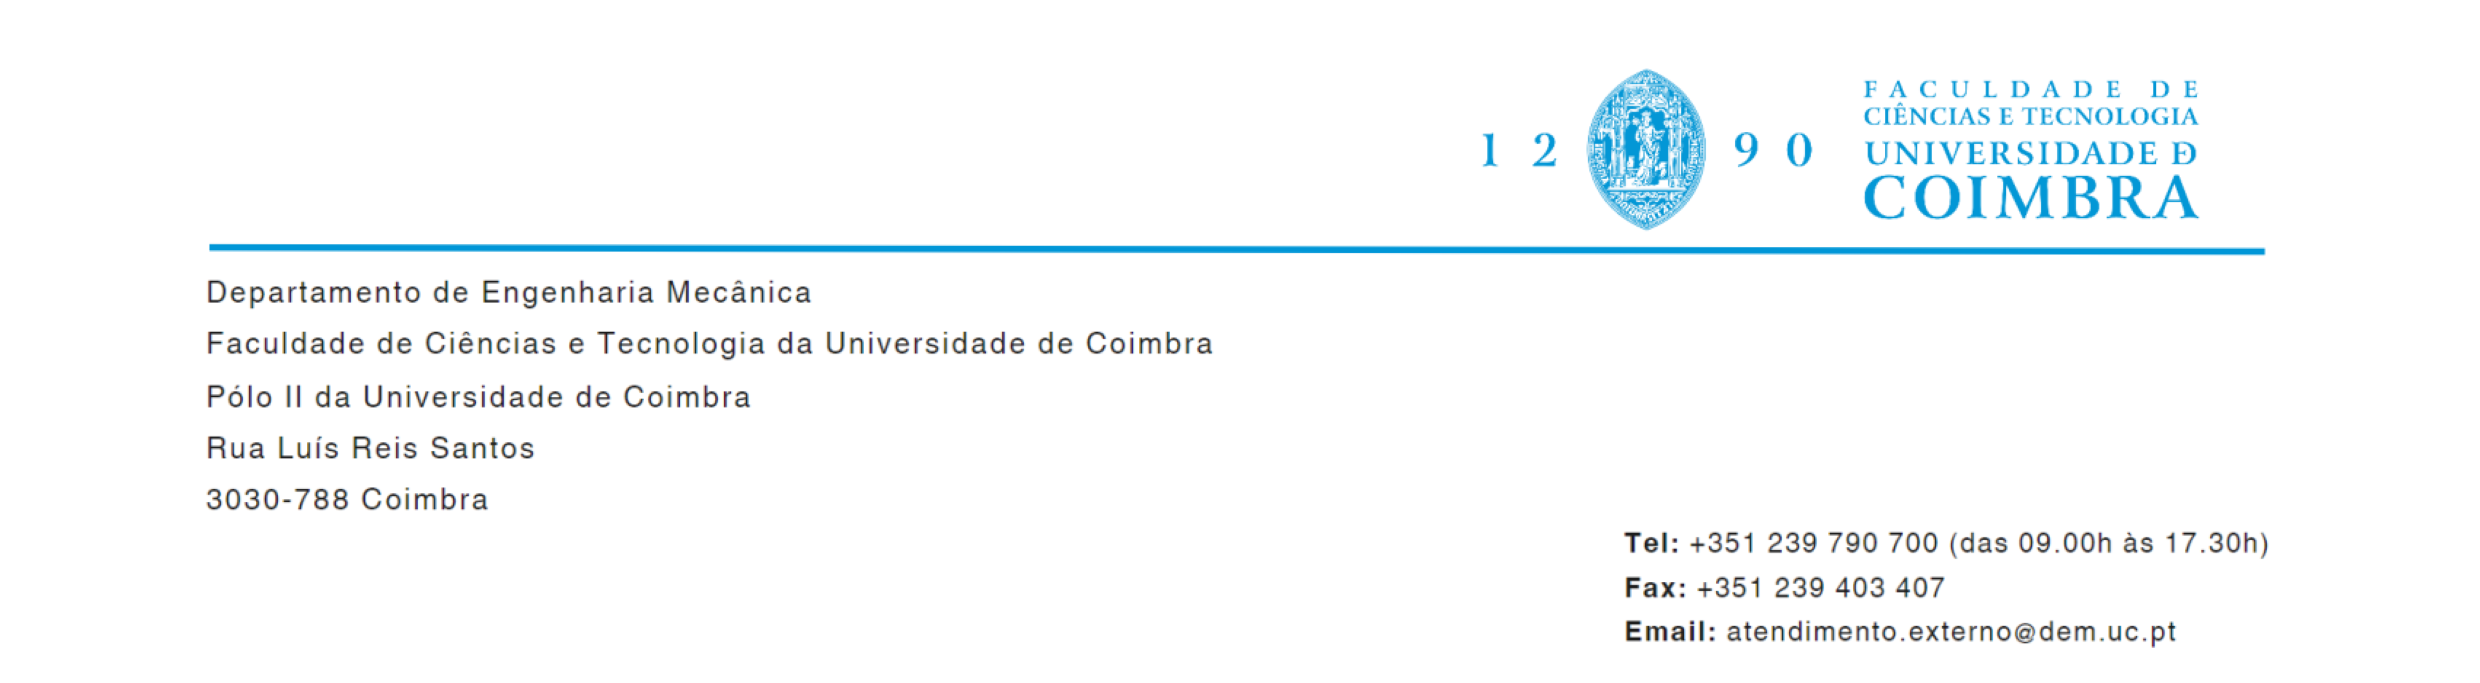 1 2 9 0
FACULDADE DE
CIÊNCIAS E TECNOLOGIA
UNIVERSIDADE Ð
COIMBRA
Departamento de Engenharia Mecânica
Faculdade de Ciências e Tecnologia da Universidade de Coimbra
Pólo II da Universidade de Coimbra
Rua Luís Reis Santos
3030-788 Coimbra
Tel: +351 239 790 700 (das 09.00h às 17.30h)
Fax: +351 239 403 407
Email: atendimento.externo@dem.uc.pt